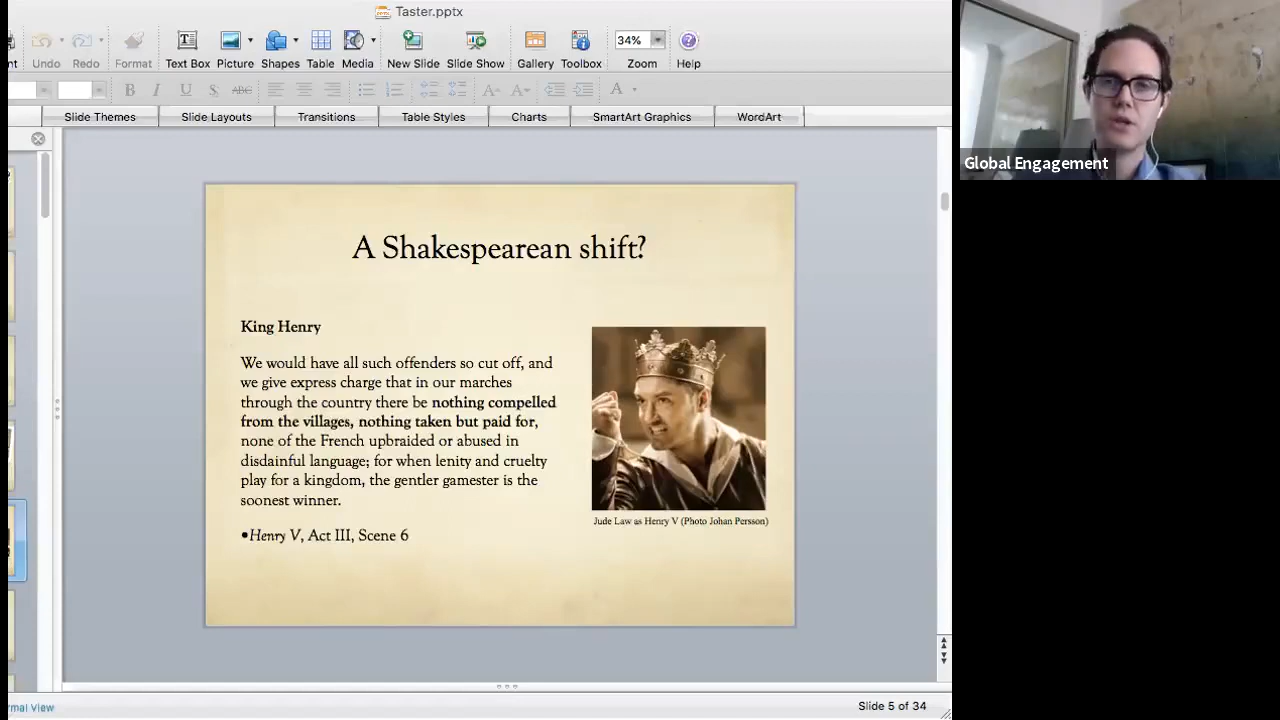 Taster.pptx
nt Undo Redo Format Text Box Picture Shapes Table Media New Slide Slide Show Gallery Toolbox 34% Zoom Help
B I U S ABC A A A
Slide Themes Slide Layouts Transitions Table Styles Charts SmartArt Graphics WordArt
Global Engagement
A Shakespearean shift?
King Henry
We would have all such offenders so cut off, and
we give express charge that in our marches
through the country there be nothing compelled
from the villages, nothing taken but paid for,
none of the French upbraided or abused in
disdainful language; for when lenity and cruelty
play for a kingdom, the gentler gamester is the
soonest winner.
•Henry V, Act III, Scene 6
Jude Law as Henry V (Photo Johan Persson)
rmal View
Slide 5 of 34